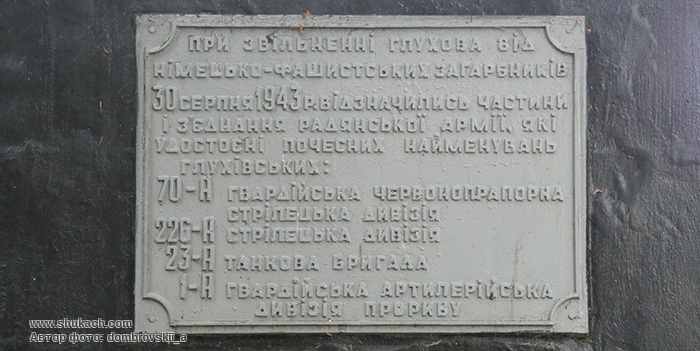 ПРИ ЗВІЛЬНЕННІ ГЛУХОВА ВІД
НІМЕЦЬКО-ФАШИСТСЬКИХ ЗАГАРБНИКІВ
30 СЕРПНЯ 1943 Р. ВІДЗНАЧИЛИСЬ ЧАСТИНИ
І З'ЄДНАННЯ РАДЯНСЬКОЇ АРМІЇ, ЯКІ
УДОСТОЄНІ ПОЧЕСНИХ НАЙМЕНУВАНЬ
ГЛУХІВСЬКИХ:
70-А ГВАРДІЙСЬКА ЧЕРВОНОПРАПОРНА
СТРІЛЕЦЬКА ДИВІЗІЯ
226-А СТРІЛЕЦЬКА ДИВІЗІЯ
23-А ТАНКОВА БРИГАДА
1-А ГВАРДІЙСЬКА АРТИЛЕРІЙСЬКА
ДИВІЗІЯ ПРОРИВУ
www.shukach.com
Автор фото: dombrovskii_a